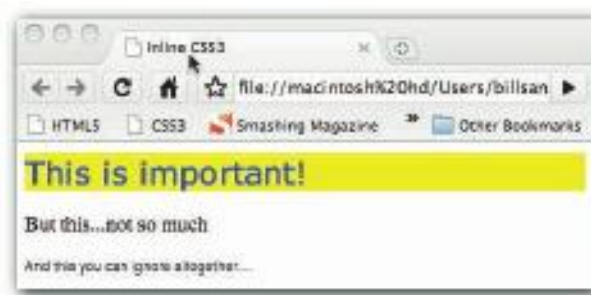 Inline CSS3
file://macintosh%20hd/Users/billsan
HTML5 CSS3 Smashing Magazine » Other Bookmarks
This is important!
But this...not so much
And this you can ignore altogether...